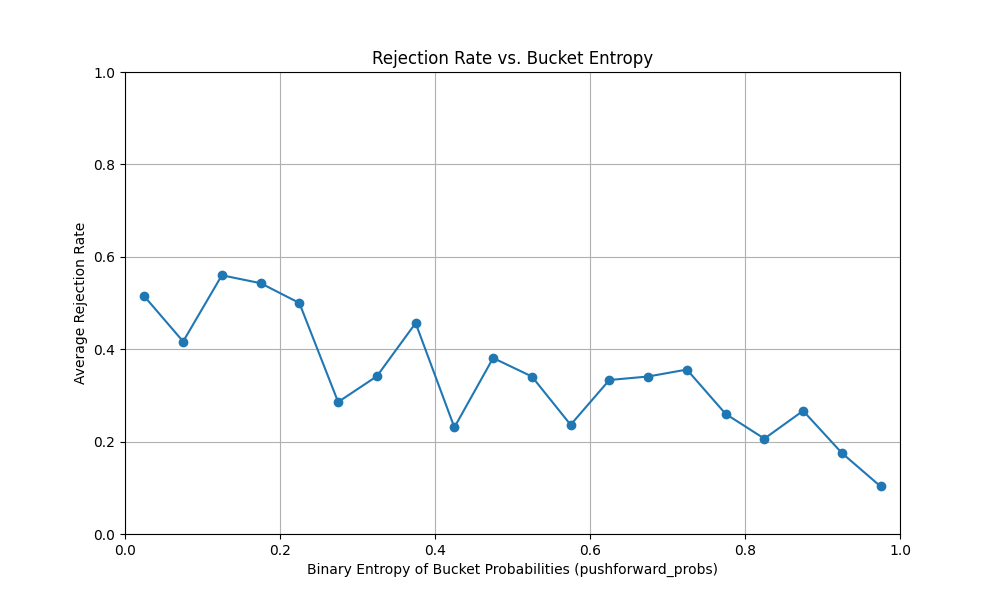 Rejection Rate vs. Bucket Entropy
1.0
0.8
0.6
0.4
0.2
0.0
Average Rejection Rate
0.0 0.2 0.4 0.6 0.8 1.0
Binary Entropy of Bucket Probabilities (pushforward_probs)